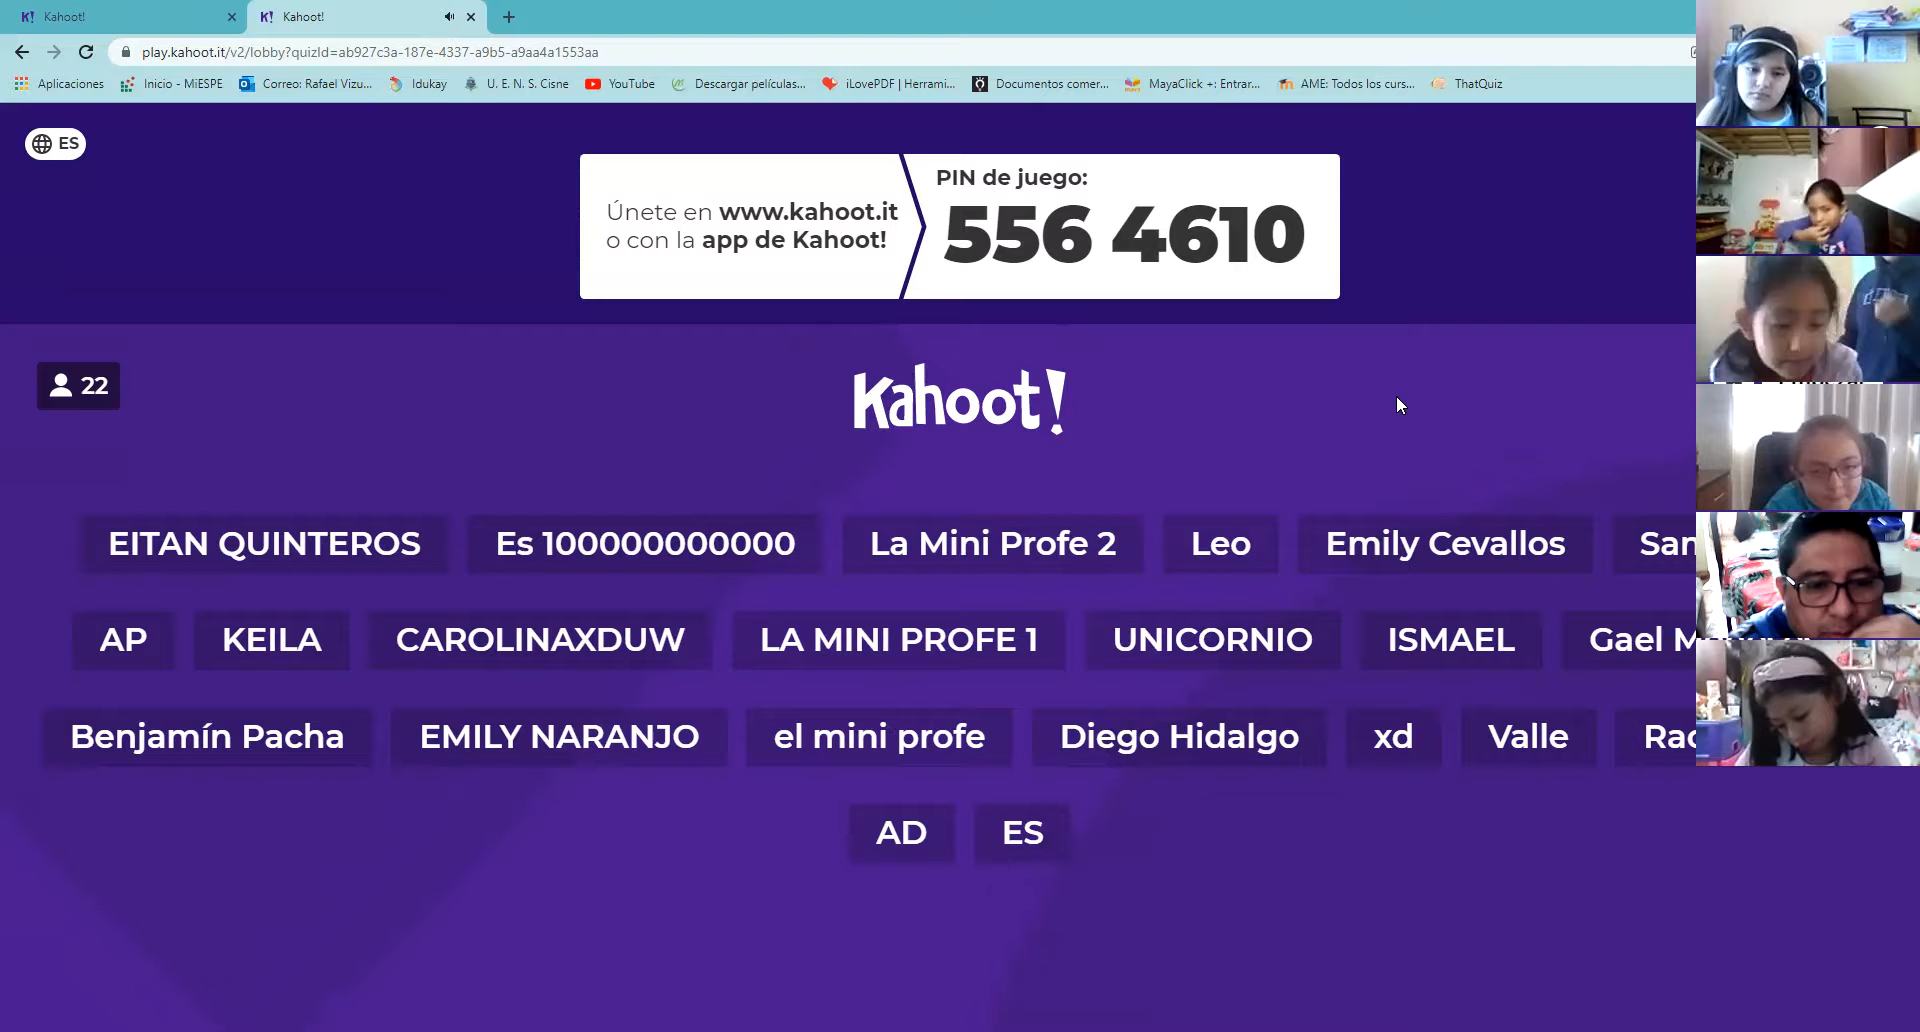 Kahoot!
Kahoot!
play.kahoot.it/v2/lobby?quizId=ab927c3a-187e-4337-a9b5-a9aa4a1553aa
Aplicaciones Inicio - MiESPE Correo: Rafael Vizu... Idukay U. E. N. S. Cisne YouTube Descargar películas... iLovePDF | Herrami... Documentos comer... MayaClick +: Entrar... AME: Todos los curs... ThatQuiz
ES
Únete en www.kahoot.it
o con la app de Kahoot!
PIN de juego:
556 4610
22
Kahoot!
EITAN QUINTEROS Es 100000000000 La Mini Profe 2 Leo Emily Cevallos
AP KEILA CAROLINAXDUW LA MINI PROFE 1 UNICORNIO ISMAEL Gael
Benjamín Pacha EMILY NARANJO el mini profe Diego Hidalgo xd Valle
AD ES